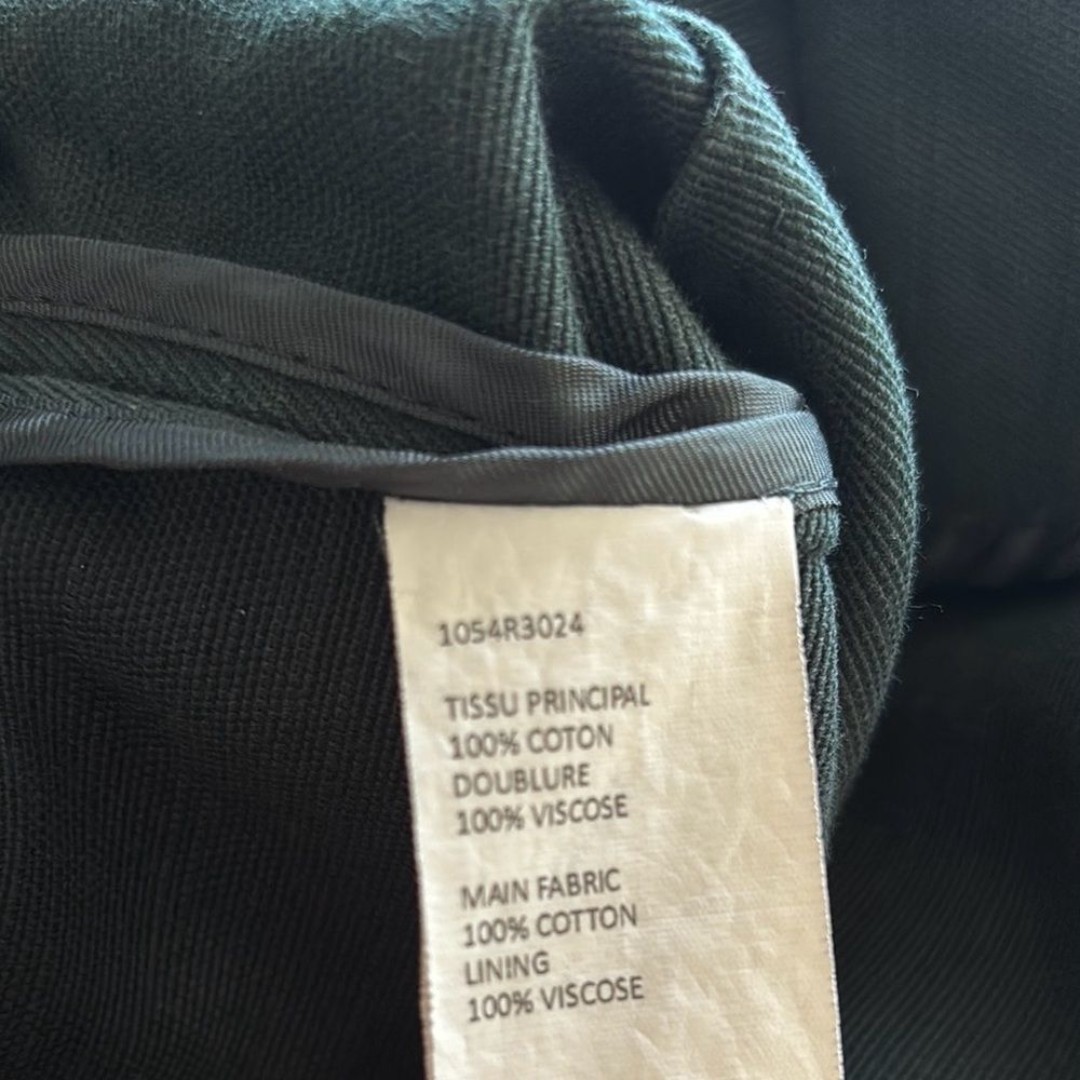 1054R3024
TISSU PRINCIPAL
100% COTON
DOUBLURE
100% VISCOSE
MAIN FABRIC
100% COTTON
LINING
100% VISCOSE